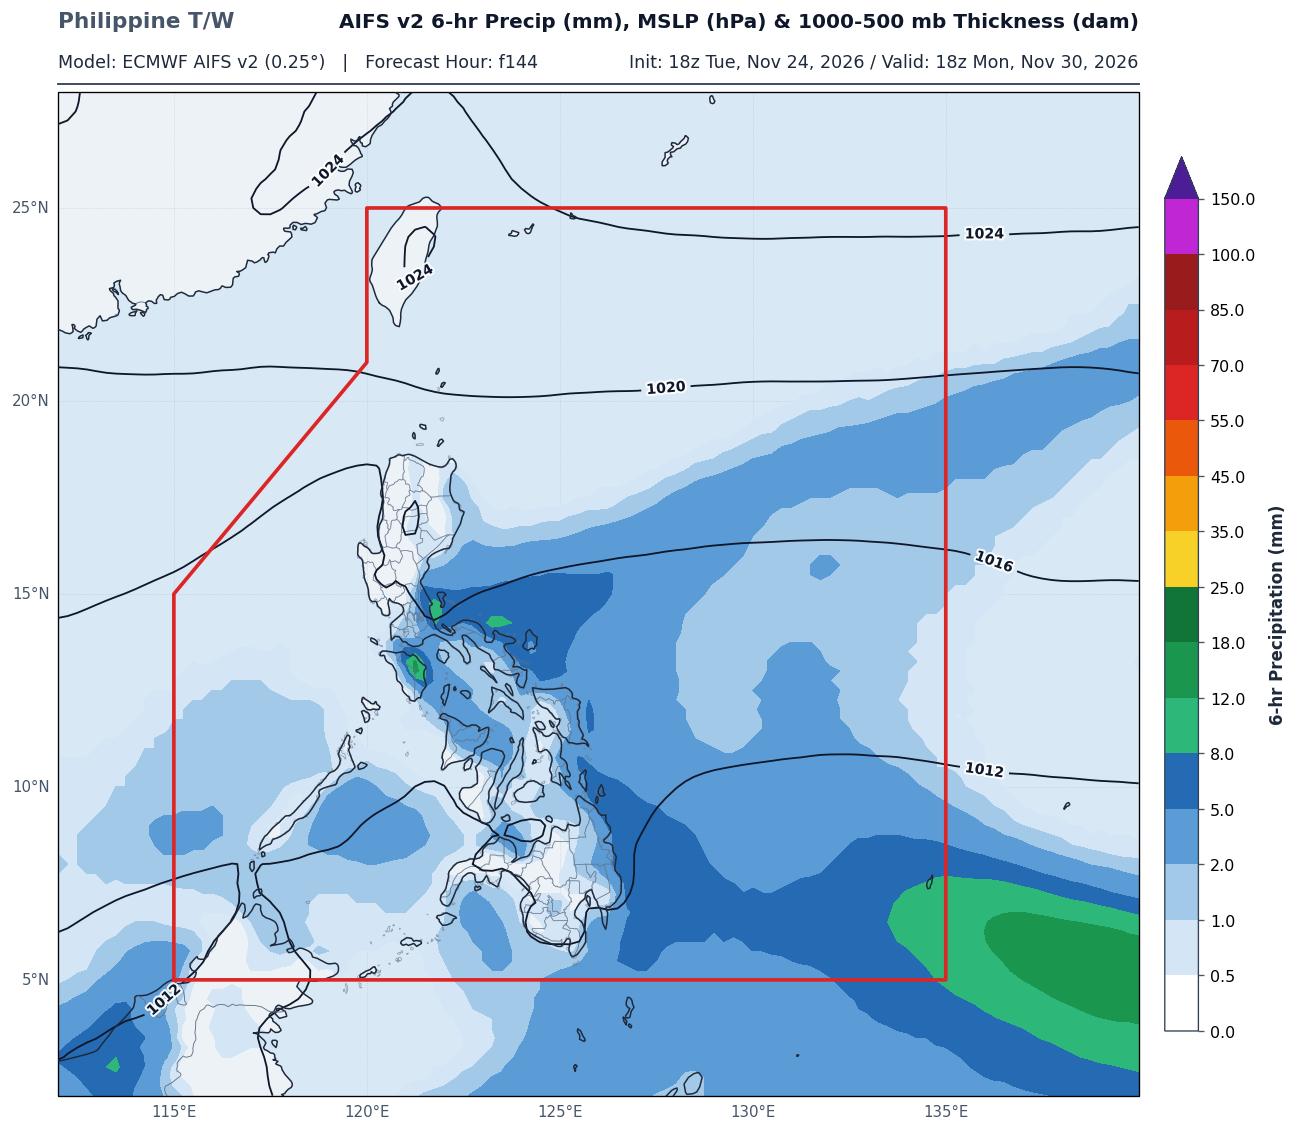 Philippine T/W
AIFS v2 6-hr Precip (mm), MSLP (hPa) & 1000-500 mb Thickness (dam)
Model: ECMWF AIFS v2 (0.25°) | Forecast Hour: f144
Init: 18z Tue, Nov 24, 2026 / Valid: 18z Mon, Nov 30, 2026
1024
1024
1024
1020
1016
1012
1012
25°N
20°N
15°N
10°N
5°N
115°E
120°E
125°E
130°E
135°E
150.0
100.0
85.0
70.0
55.0
45.0
35.0
25.0
18.0
12.0
8.0
5.0
2.0
1.0
0.5
0.0
6-hr Precipitation (mm)